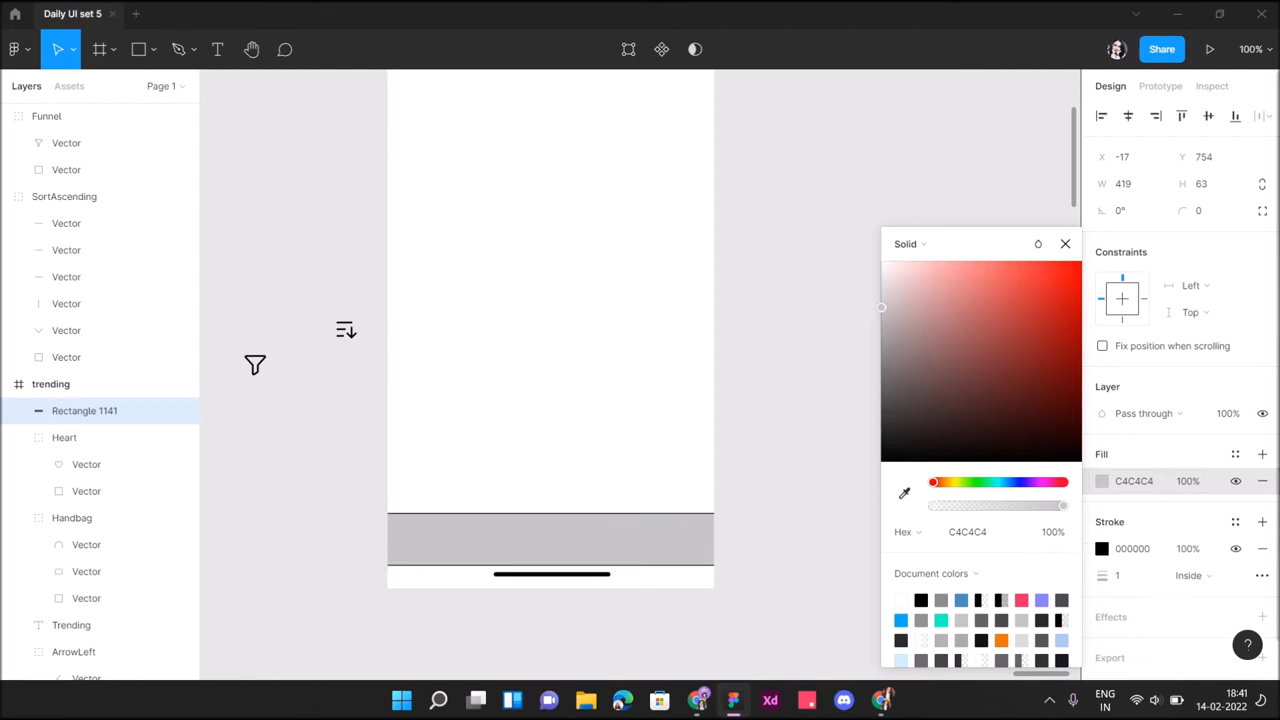 Daily UI set 5
Share
100%
Layers
Assets
Page 1
Funnel
Vector
Vector
SortAscending
Vector
Vector
Vector
Vector
Vector
Vector
trending
Rectangle 1141
Heart
Vector
Vector
Handbag
Vector
Vector
Vector
Trending
ArrowLeft
Vector
Solid
Hex
C4C4C4
100%
Document colors
Design
Prototype
Inspect
X -17
Y 754
W 419
H 63
0°
0
Constraints
Left
Top
Fix position when scrolling
Layer
Pass through
100%
Fill
C4C4C4
100%
Stroke
000000
100%
1
Inside
Effects
Export
?
Xd
ENG
IN
18:41
14-02-2022